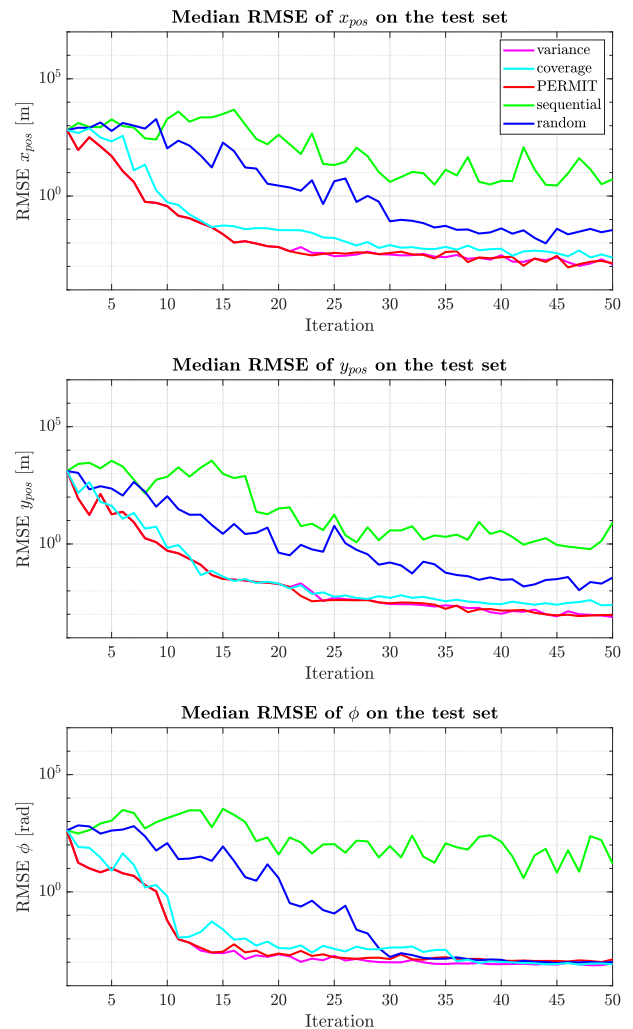 Median RMSE of x_pos on the test set
variance
coverage
PERMIT
sequential
random
RMSE x_pos [m]
10^5
10^0
5 10 15 20 25 30 35 40 45 50
Iteration
Median RMSE of y_pos on the test set
RMSE y_pos [m]
10^5
10^0
5 10 15 20 25 30 35 40 45 50
Iteration
Median RMSE of ϕ on the test set
RMSE ϕ [rad]
10^5
10^0
5 10 15 20 25 30 35 40 45 50
Iteration